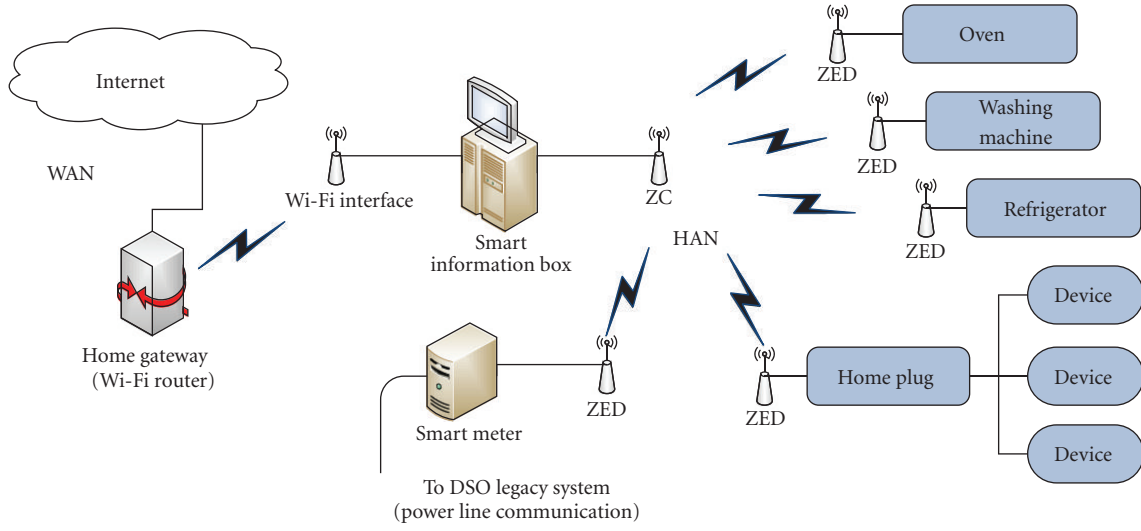 Internet
WAN
Home gateway
(Wi-Fi router)
Wi-Fi interface
Smart
information box
ZC
HAN
ZED
Oven
ZED
Washing
machine
ZED
Refrigerator
ZED
Home plug
Device
Device
Device
Smart meter
ZED
To DSO legacy system
(power line communication)